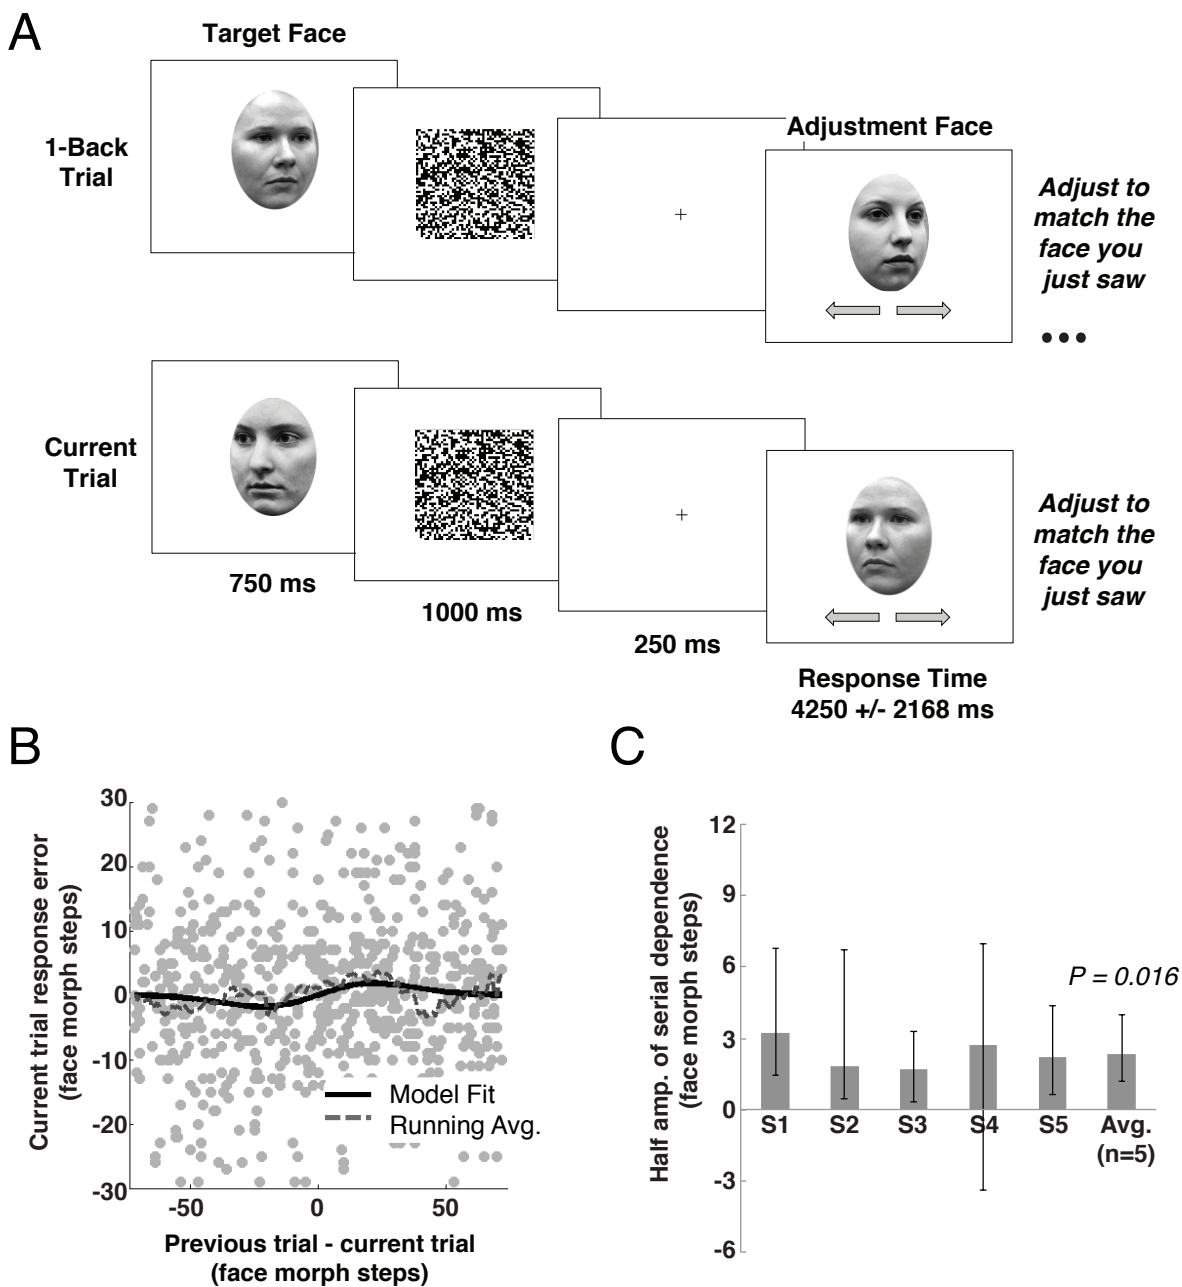 A
Target Face
1-Back
Trial
Adjustment Face
Adjust to
match the
face you
just saw
•••
Current
Trial
750 ms
1000 ms
250 ms
Response Time
4250 +/- 2168 ms
Adjust to
match the
face you
just saw
B
Current trial response error
(face morph steps)
30
20
10
0
-10
-20
-30
Model Fit
Running Avg.
-50
0
50
Previous trial - current trial
(face morph steps)
C
Half amp. of serial dependence
(face morph steps)
12
9
6
3
0
-3
-6
P = 0.016
S1
S2
S3
S4
S5
Avg.
(n=5)